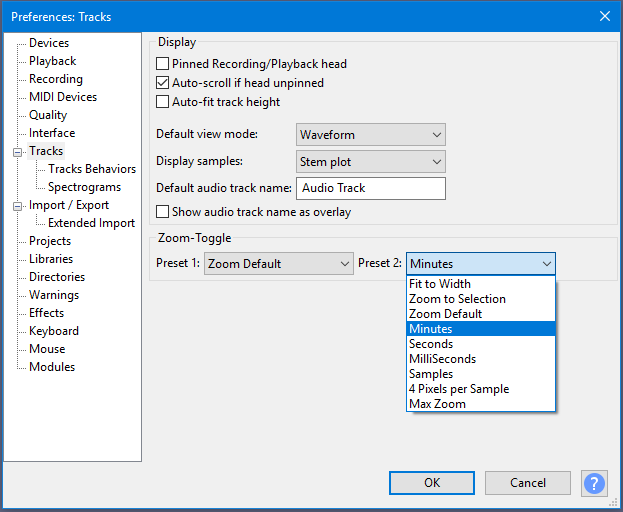 Preferences: Tracks
Devices
Playback
Recording
MIDI Devices
Quality
Interface
Tracks
Tracks Behaviors
Spectrograms
Import / Export
Extended Import
Projects
Libraries
Directories
Warnings
Effects
Keyboard
Mouse
Modules
Display
Pinned Recording/Playback head
Auto-scroll if head unpinned
Auto-fit track height
Default view mode: Waveform
Display samples: Stem plot
Default audio track name: Audio Track
Show audio track name as overlay
Zoom-Toggle
Preset 1: Zoom Default Preset 2: Minutes
Fit to Width
Zoom to Selection
Zoom Default
Minutes
Seconds
MilliSeconds
Samples
4 Pixels per Sample
Max Zoom
OK Cancel ?